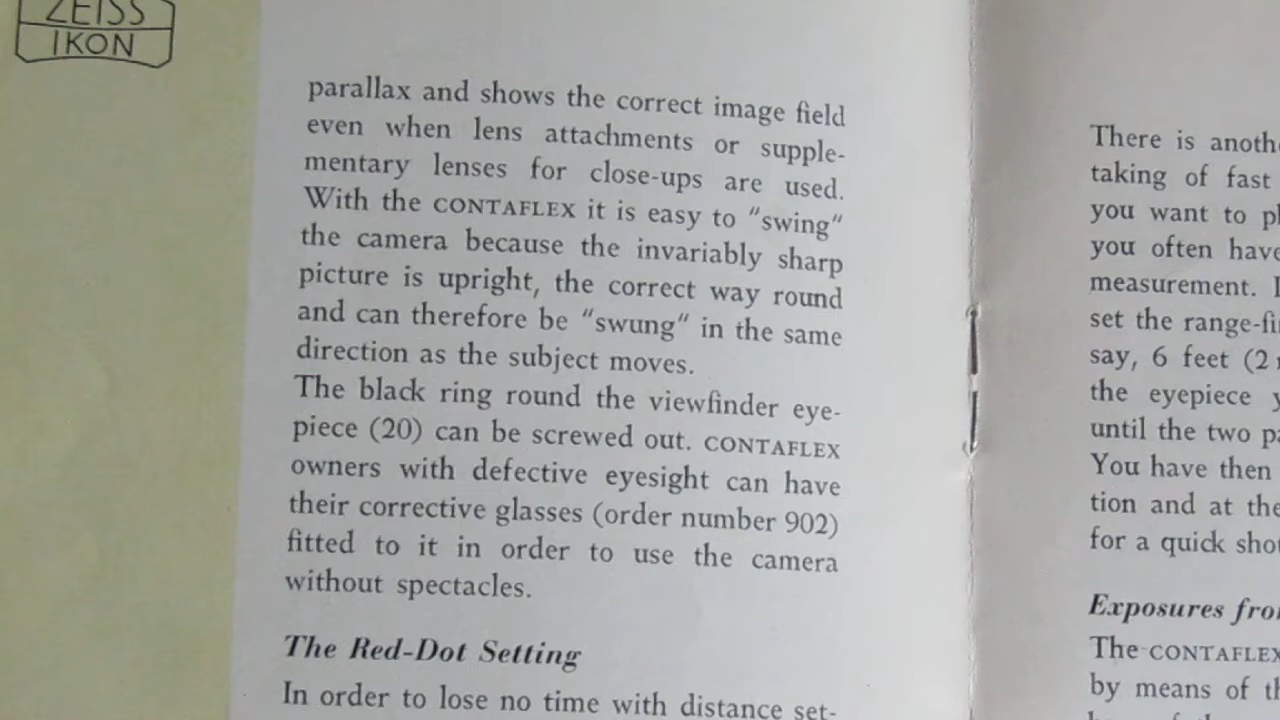 ZEISS
IKON
parallax and shows the correct image field
even when lens attachments or supple-
mentary lenses for close-ups are used.
With the CONTAFLEX it is easy to "swing"
the camera because the invariably sharp
picture is upright, the correct way round
and can therefore be "swung" in the same
direction as the subject moves.
The black ring round the viewfinder eye-
piece (20) can be screwed out. CONTAFLEX
owners with defective eyesight can have
their corrective glasses (order number 902)
fitted to it in order to use the camera
without spectacles.
The Red-Dot Setting
In order to lose no time with distance set-
There is
taking of fast
you want to
you often have
measurement.
set the
say, 6 feet (2
the eyepiece
until the two
You have then
tion and at the
for a quick
Exposures
The CONTAFLEX
by means of